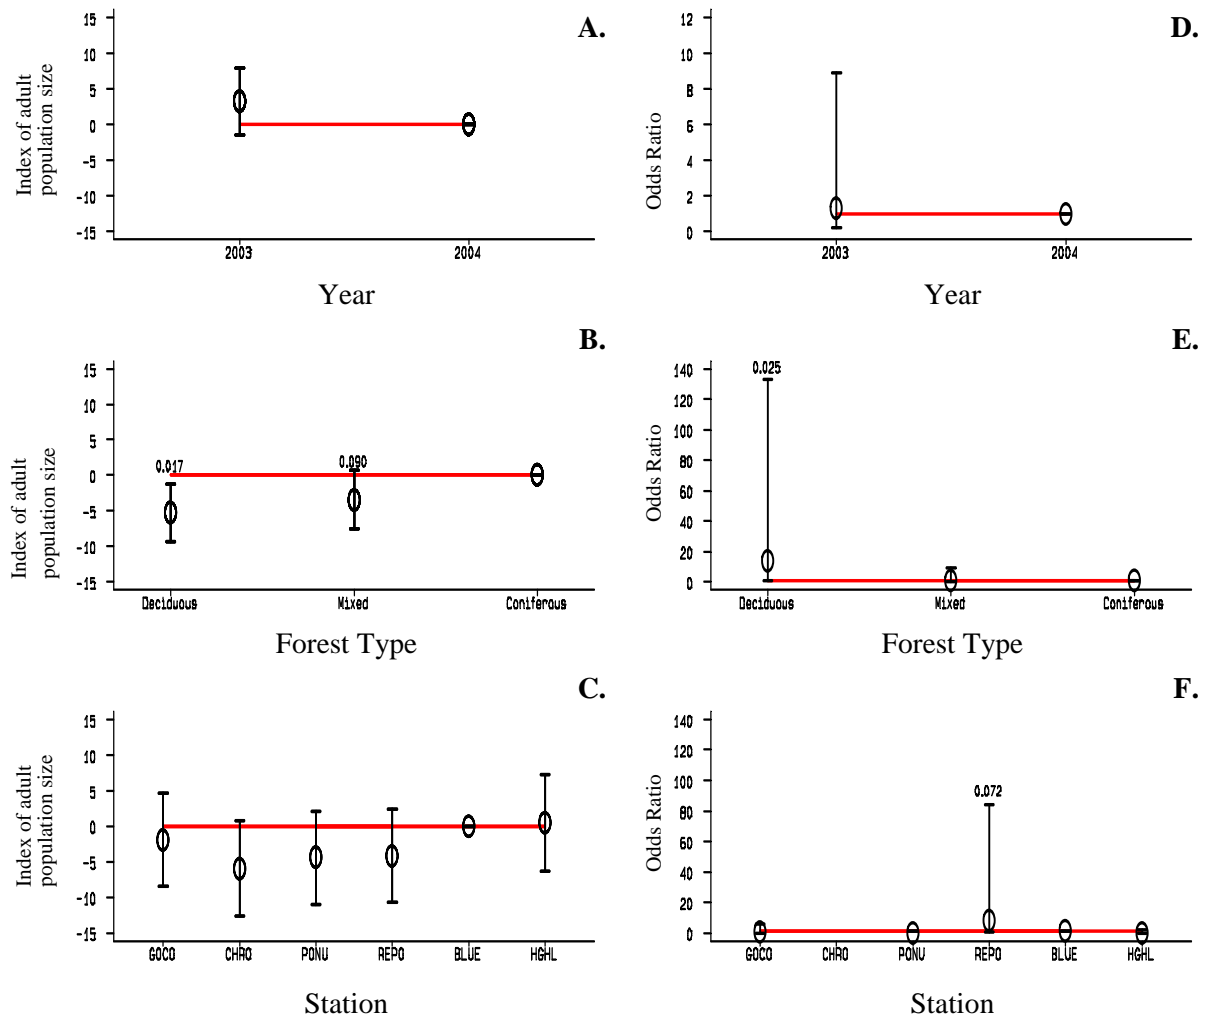 A.
Index of adult
population size
15
10
5
0
-5
-10
-15
2003
2004
Year
D.
Odds Ratio
12
10
8
6
4
2
0
2003
2004
Year
B.
Index of adult
population size
15
10
5
0
-5
-10
-15
0.017
0.090
Deciduous
Mixed
Coniferous
Forest Type
E.
Odds Ratio
140
120
100
80
60
40
20
0
0.025
Deciduous
Mixed
Coniferous
Forest Type
C.
Index of adult
population size
15
10
5
0
-5
-10
-15
GOCO
CHRO
PONU
REPO
BLUE
HGHL
Station
F.
Odds Ratio
140
120
100
80
60
40
20
0
0.072
GOCO
CHRO
PONU
REPO
BLUE
HGHL
Station